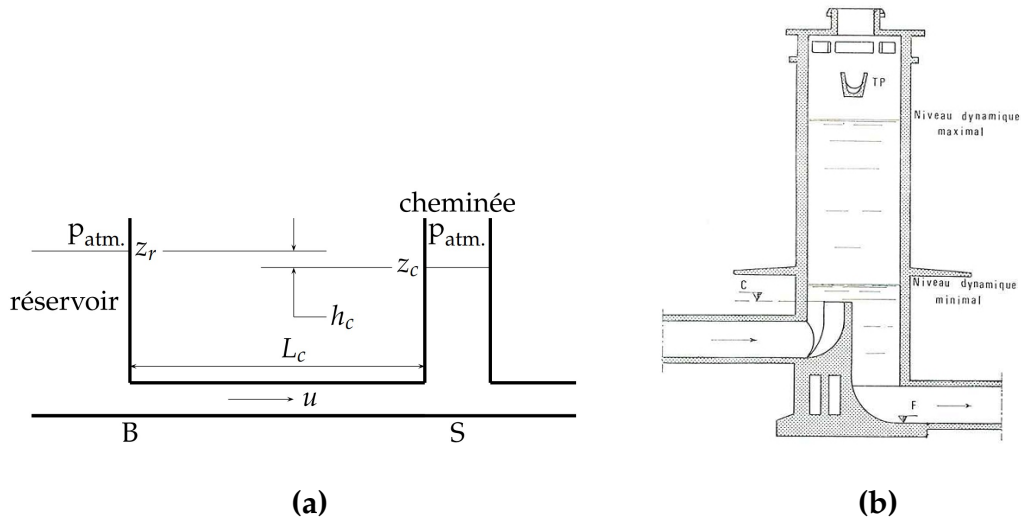 cheminée
p_atm.
z_r
p_atm.
z_c
réservoir
h_c
L_c
u
B
S
(a)
TP
Niveau dynamique
maximal
Niveau dynamique
minimal
C
F
(b)